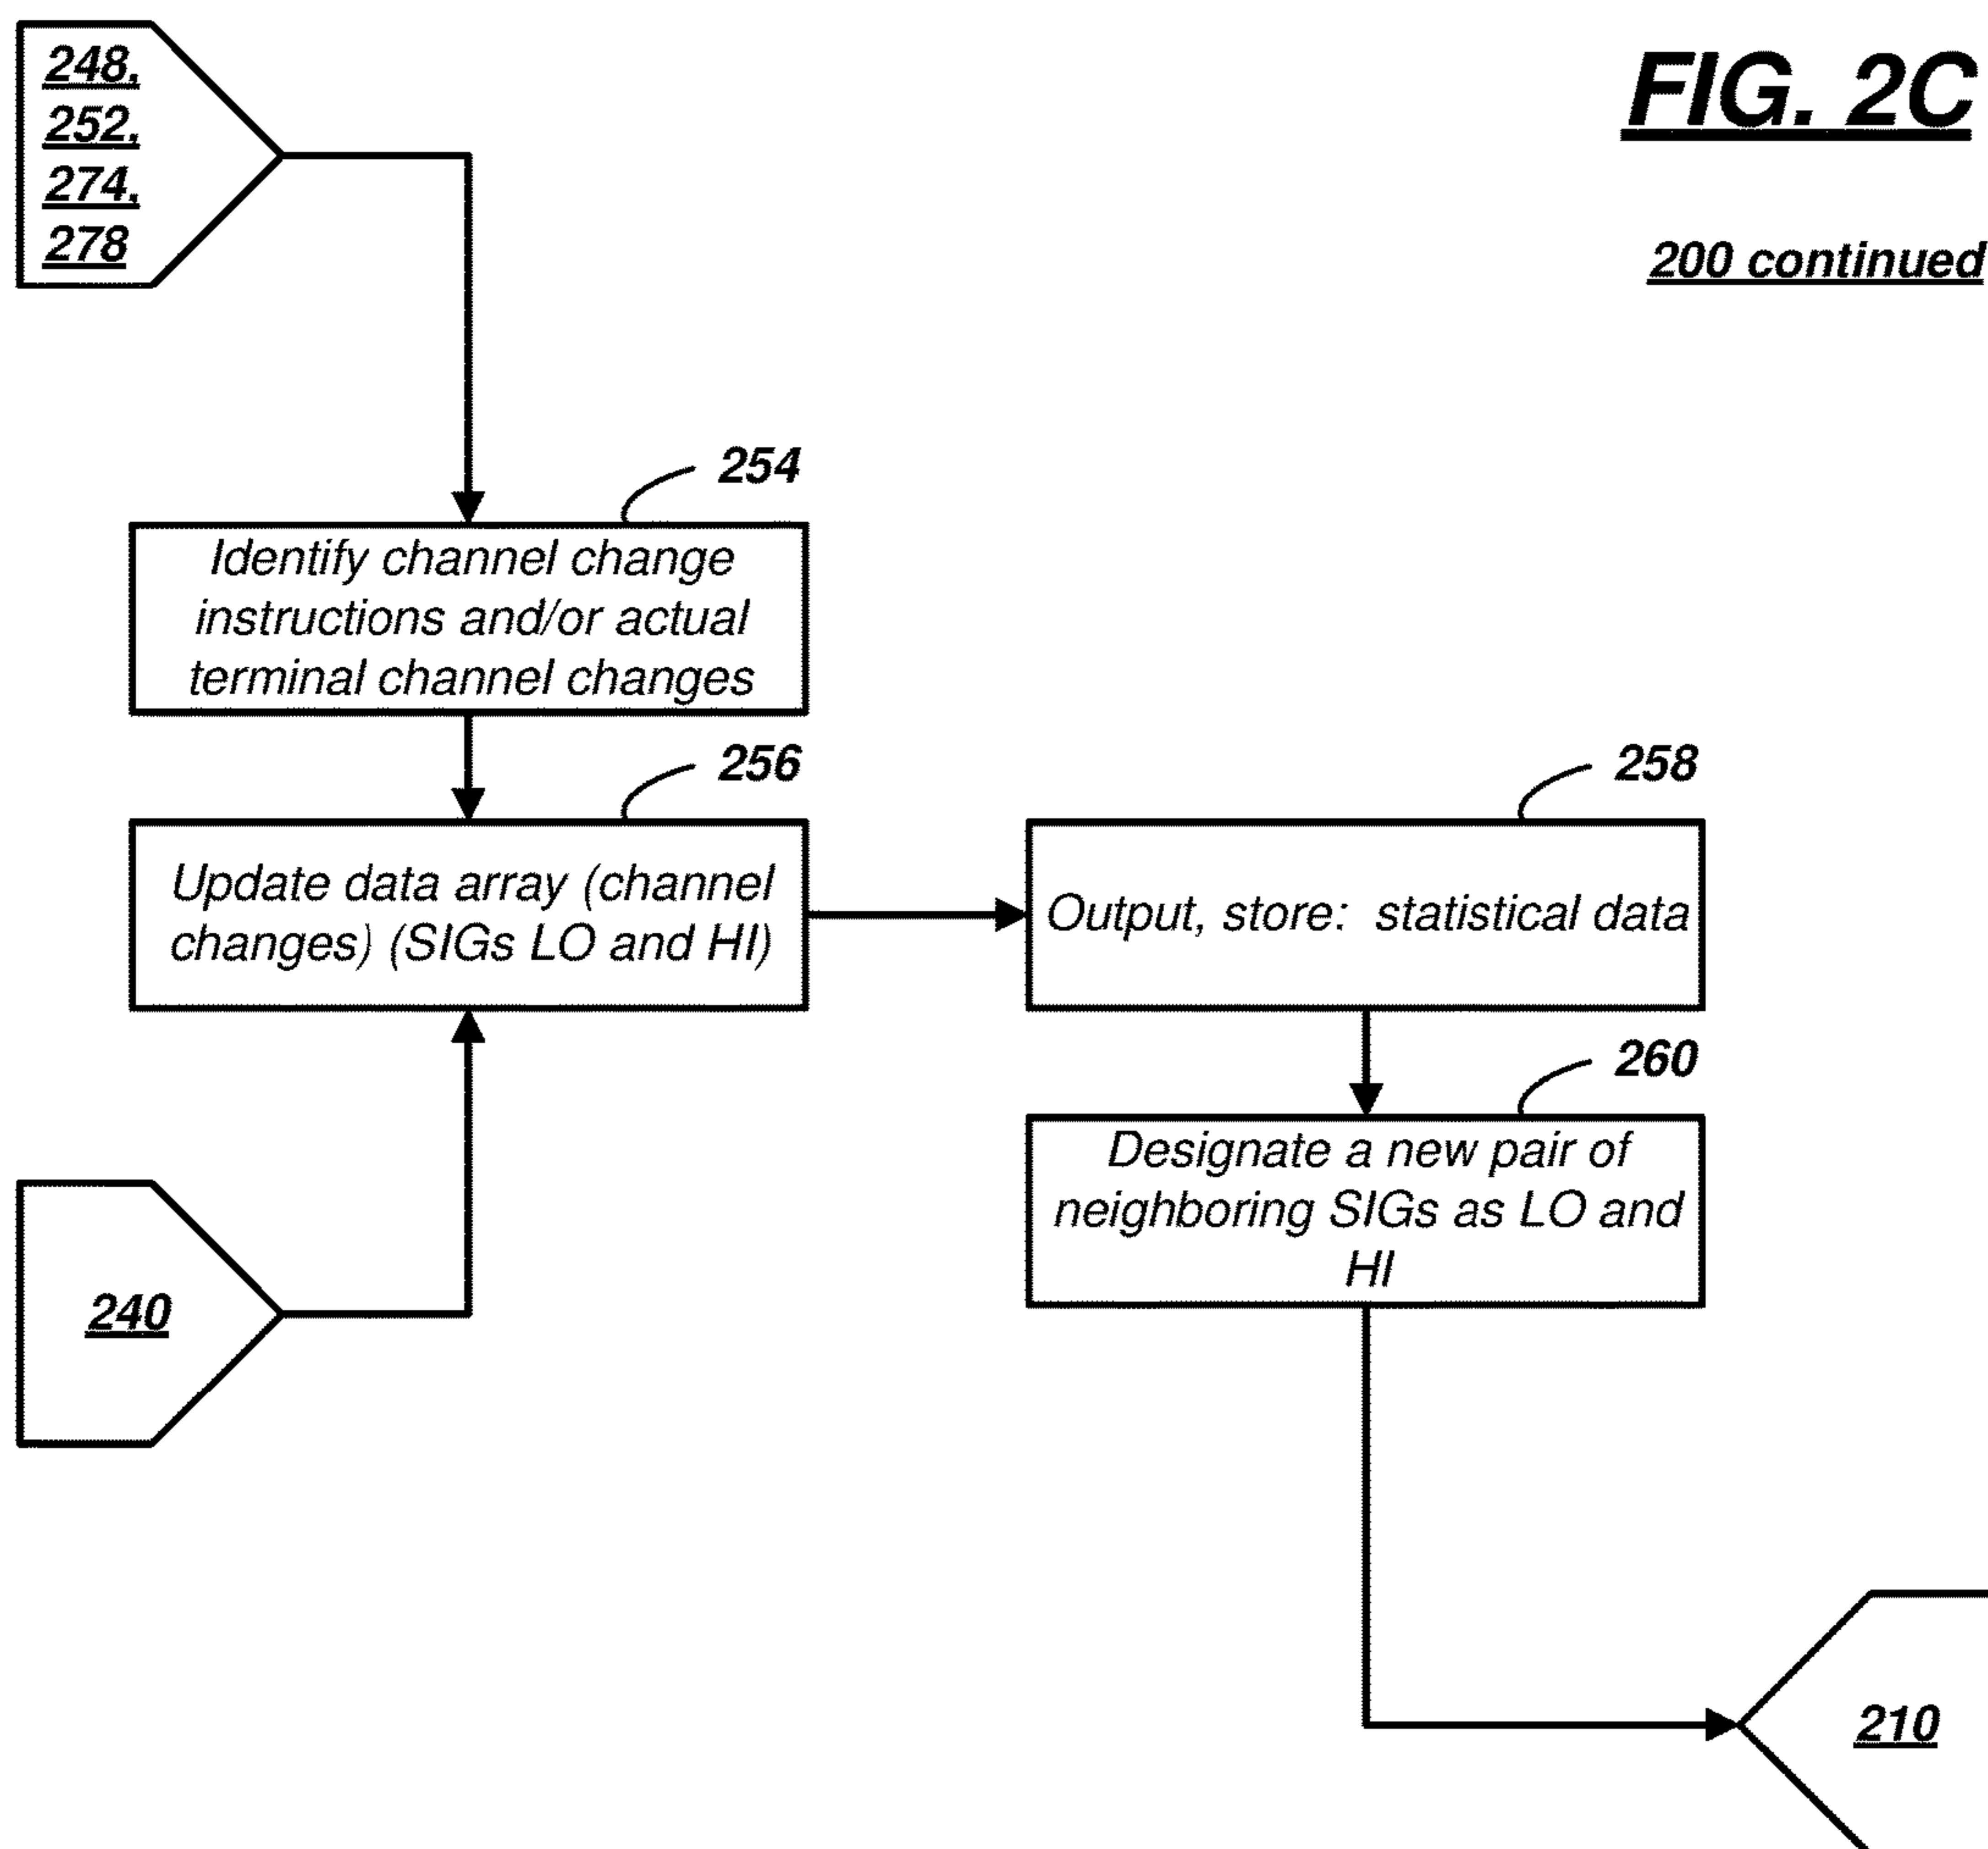 FIG. 2C
200 continued
248,
252,
274,
278
254
Identify channel change
instructions and/or actual
terminal channel changes
256
Update data array (channel
changes) (SIGs LO and HI)
258
Output, store: statistical data
260
Designate a new pair of
neighboring SIGs as LO and
HI
240
210